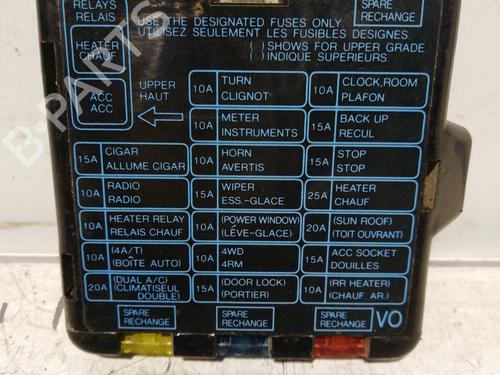 RELAYS
RELAIS
USE THE DESIGNATED FUSES ONLY.
UTILISEZ SEULEMENT LES FUSIBLES DESIGNES.
SPARE
RECHANGE
( ) SHOWS FOR UPPER GRADE.
( ) INDIQUE SUPERIEURS.
HEATER
CHAUF
ACC
ACC
UPPER
HAUT
10A TURN
CLIGNOT
10A CLOCK,ROOM
PLAFON
10A METER
INSTRUMENTS
15A BACK UP
RECUL
15A CIGAR
ALLUME CIGAR
10A HORN
AVERTIS
15A STOP
STOP
10A RADIO
RADIO
15A WIPER
ESS.-GLACE
25A HEATER
CHAUF
10A HEATER RELAY
RELAIS CHAUF
10A (POWER WINDOW)
(LÈVE-GLACE)
20A (SUN ROOF)
(TOIT OUVRANT)
10A (4A/T)
(BOÎTE AUTO)
10A 4WD
4RM
15A ACC SOCKET
DOUILLES
20A (DUAL A/C)
(CLIMATISEUL
DOUBLE)
15A (DOOR LOCK)
(PORTIER)
10A (RR HEATER)
(CHAUF. AR.)
SPARE
RECHANGE
SPARE
RECHANGE
SPARE
RECHANGE
VO
B-PARTS